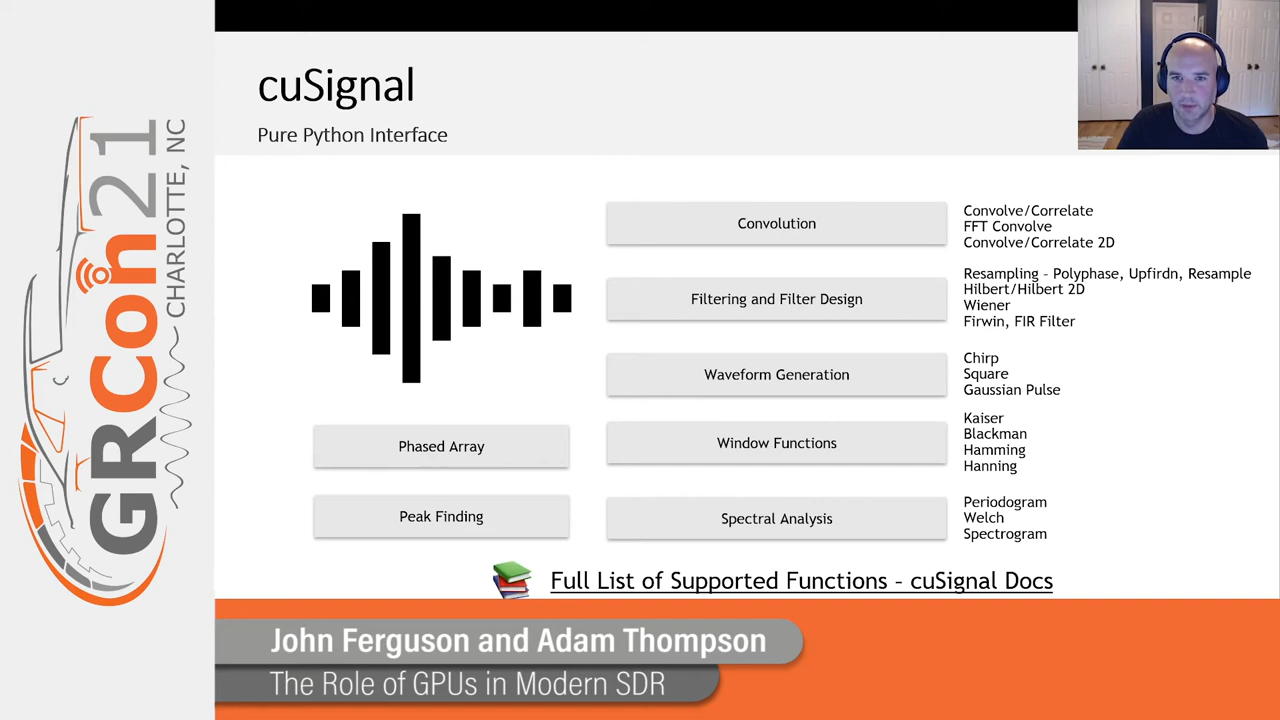 GRCon21
CHARLOTTE, NC
cuSignal
Pure Python Interface
Convolution
Convolve/Correlate
FFT Convolve
Convolve/Correlate 2D
Filtering and Filter Design
Resampling – Polyphase, Upfirdn, Resample
Hilbert/Hilbert 2D
Wiener
Firwin, FIR Filter
Waveform Generation
Chirp
Square
Gaussian Pulse
Phased Array
Window Functions
Kaiser
Blackman
Hamming
Hanning
Peak Finding
Spectral Analysis
Periodogram
Welch
Spectrogram
Full List of Supported Functions – cuSignal Docs
John Ferguson and Adam Thompson
The Role of GPUs in Modern SDR